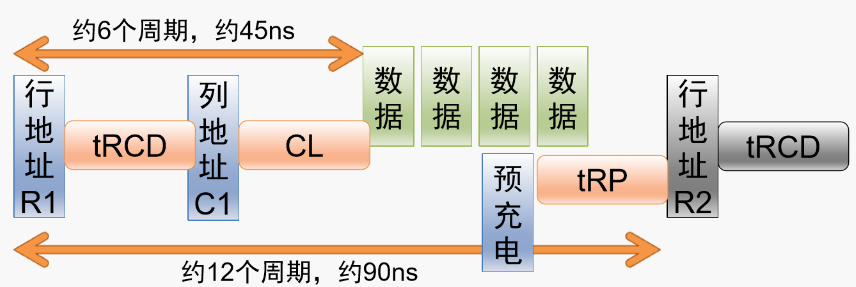 约6个周期，约45ns
行地址R1
tRCD
列地址C1
CL
数据
数据
数据
数据
预充电
tRP
行地址R2
tRCD
约12个周期，约90ns